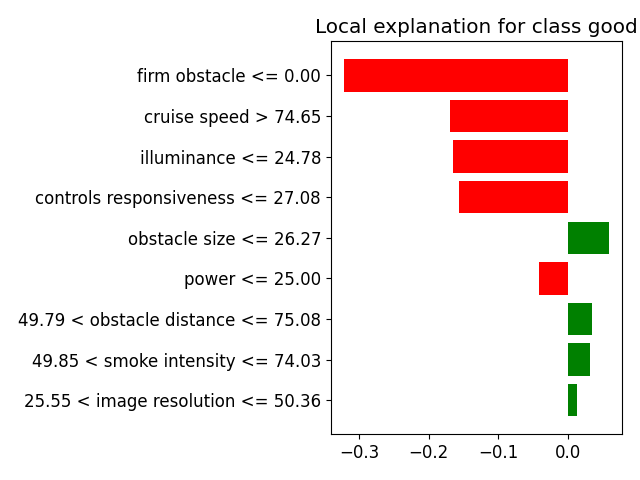 Local explanation for class good
firm obstacle <= 0.00
cruise speed > 74.65
illuminance <= 24.78
controls responsiveness <= 27.08
obstacle size <= 26.27
power <= 25.00
49.79 < obstacle distance <= 75.08
49.85 < smoke intensity <= 74.03
25.55 < image resolution <= 50.36
−0.3 −0.2 −0.1 0.0